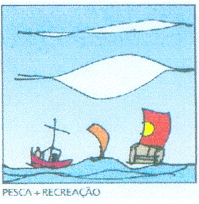 PESCA + RECREAÇÃO